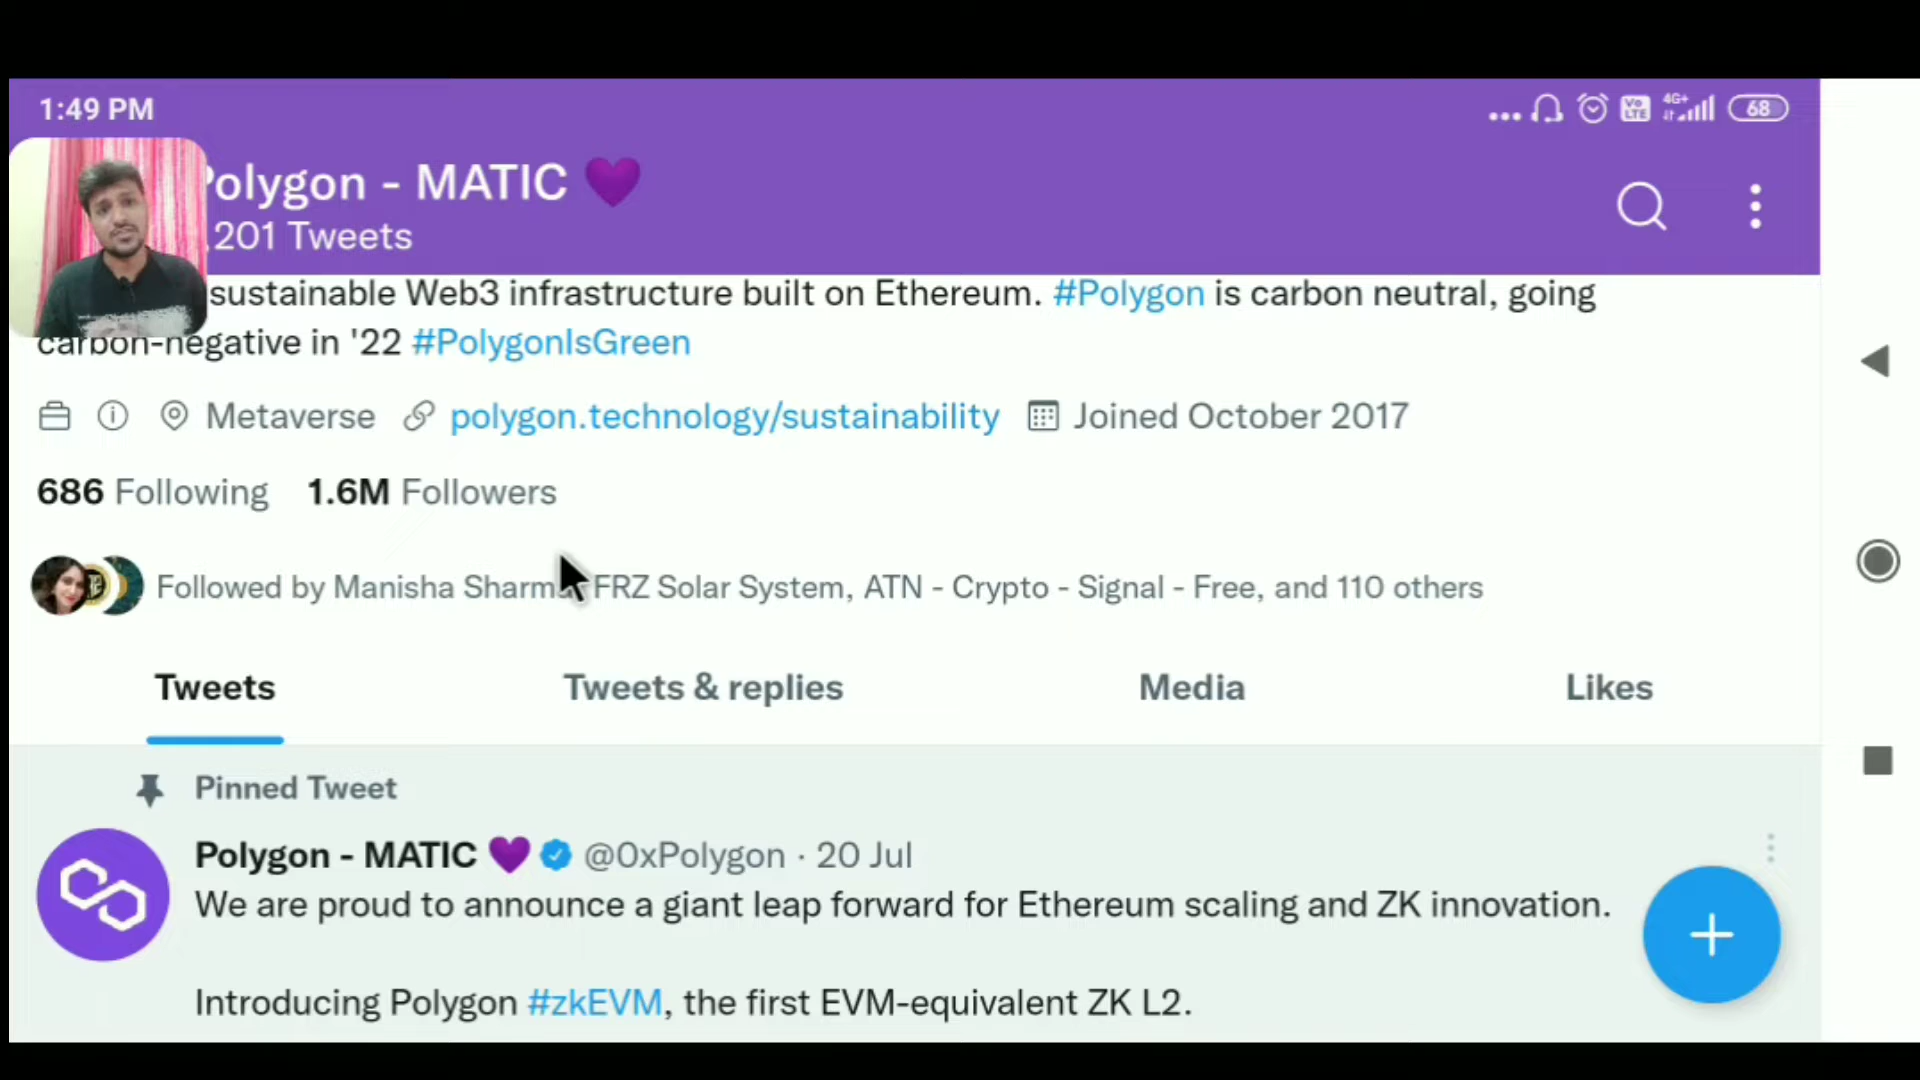 1:49 PM
4G+
VO LTE
68
Polygon - MATIC 💜
.201 Tweets
sustainable Web3 infrastructure built on Ethereum. #Polygon is carbon neutral, going
carbon-negative in '22 #PolygonIsGreen
Metaverse polygon.technology/sustainability Joined October 2017
686 Following 1.6M Followers
Followed by Manisha Sharma, FRZ Solar System, ATN - Crypto - Signal - Free, and 110 others
Tweets Tweets & replies Media Likes
Pinned Tweet
Polygon - MATIC 💜 @0xPolygon · 20 Jul
We are proud to announce a giant leap forward for Ethereum scaling and ZK innovation.
Introducing Polygon #zkEVM, the first EVM-equivalent ZK L2.